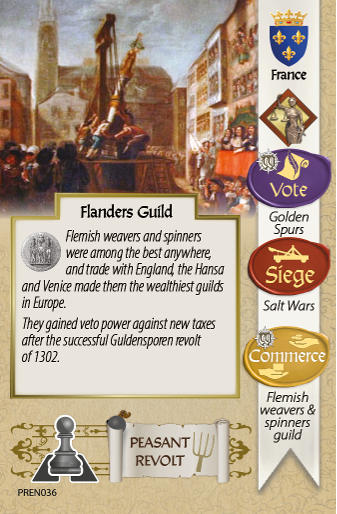 France
Vote
Golden
Spurs
Siege
Salt Wars
Commerce
Flemish
weavers &
spinners
guild
Flanders Guild
Flemish weavers and spinners
were among the best anywhere,
and trade with England, the Hansa
and Venice made them the wealthiest guilds
in Europe.
They gained veto power against new taxes
after the successful Guldensporen revolt
of 1302.
PEASANT
REVOLT
PREN036